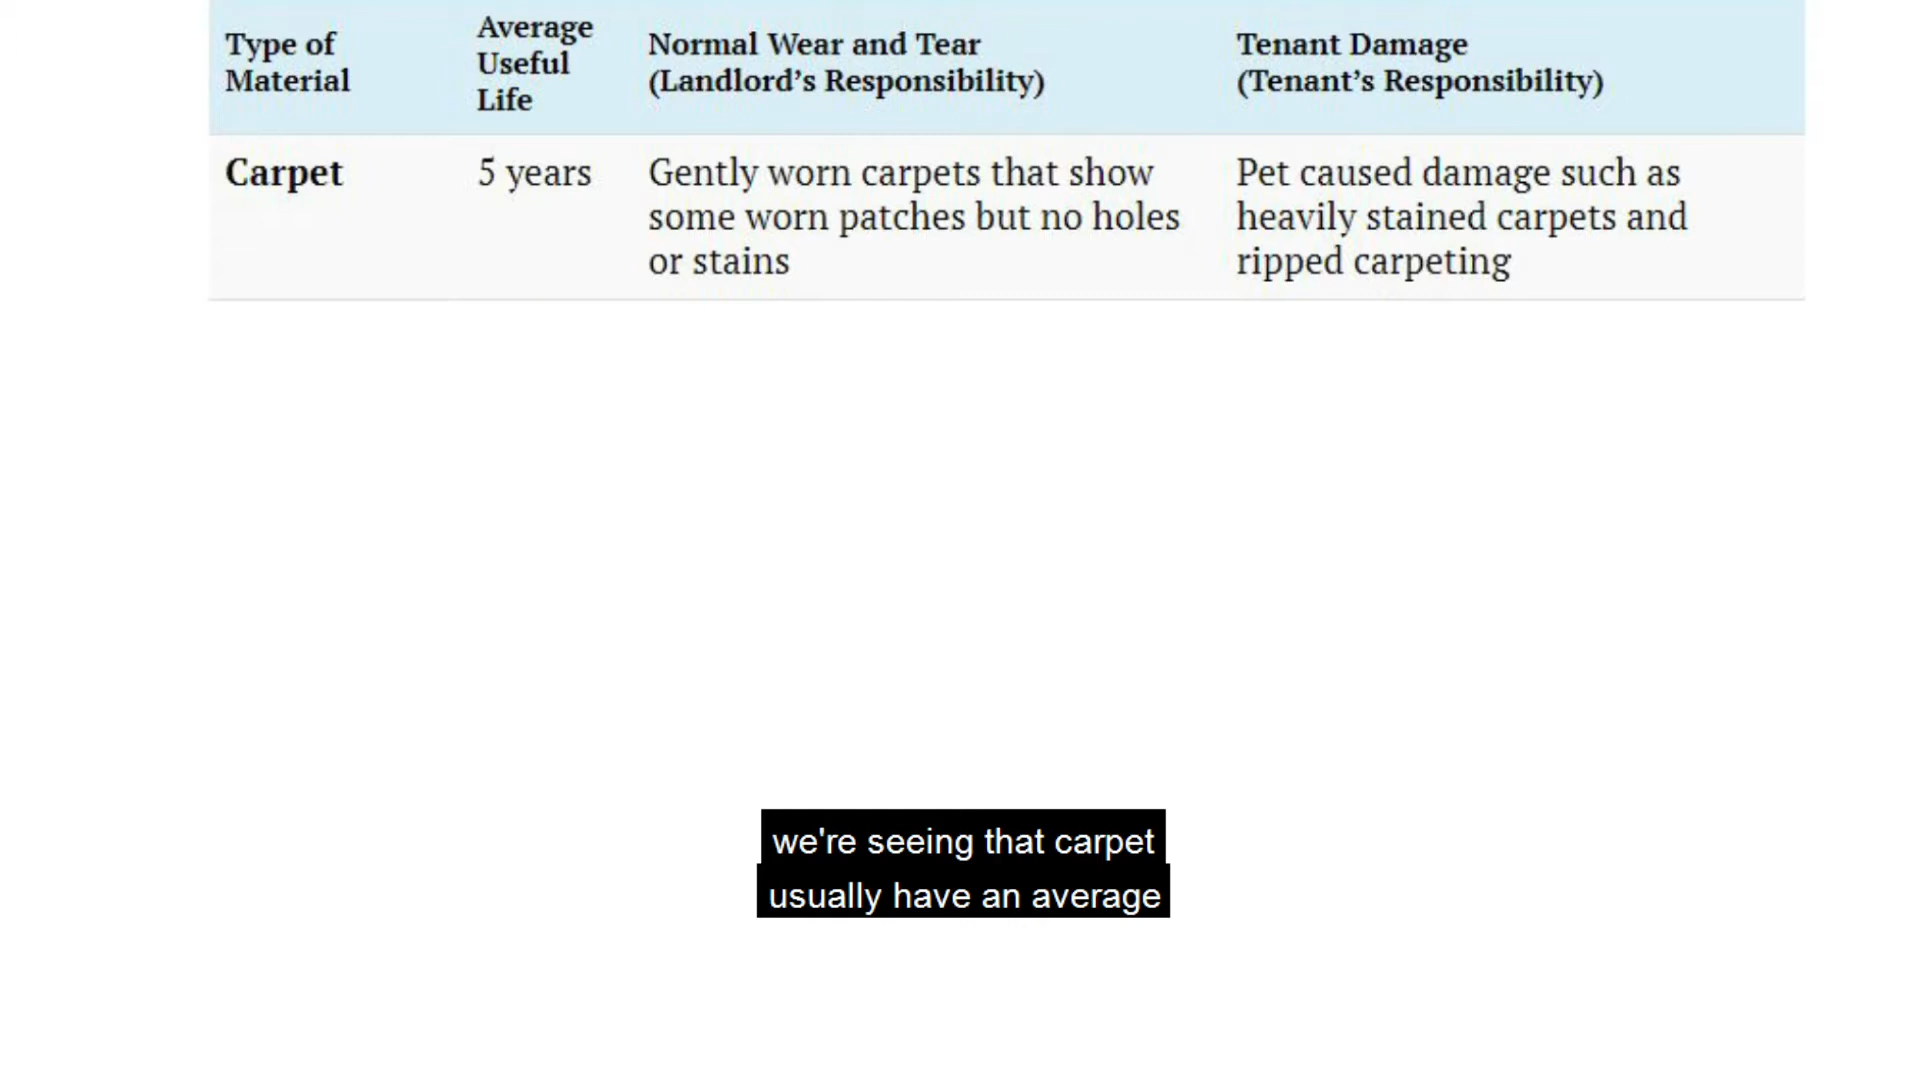 Type of
Material
Average
Useful
Life
Normal Wear and Tear
(Landlord’s Responsibility)
Tenant Damage
(Tenant’s Responsibility)
Carpet
5 years
Gently worn carpets that show
some worn patches but no holes
or stains
Pet caused damage such as
heavily stained carpets and
ripped carpeting
we're seeing that carpet
usually have an average